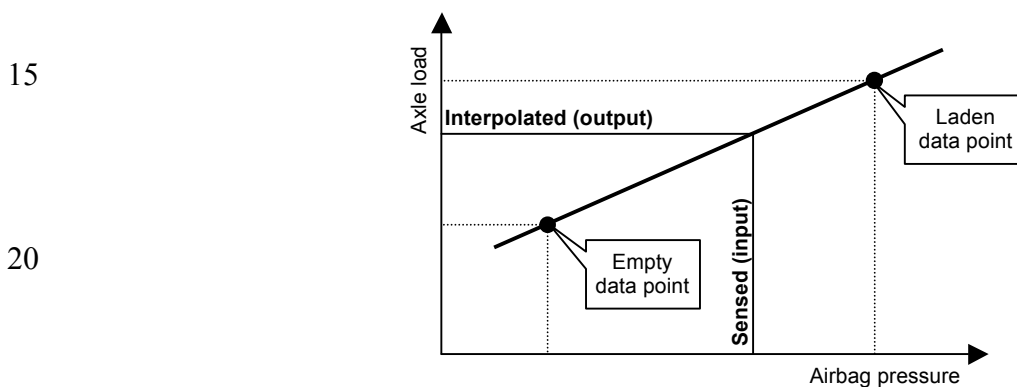 15
Axle load
Interpolated (output)
Laden
data point
20
Empty
data point
Sensed (input)
Airbag pressure